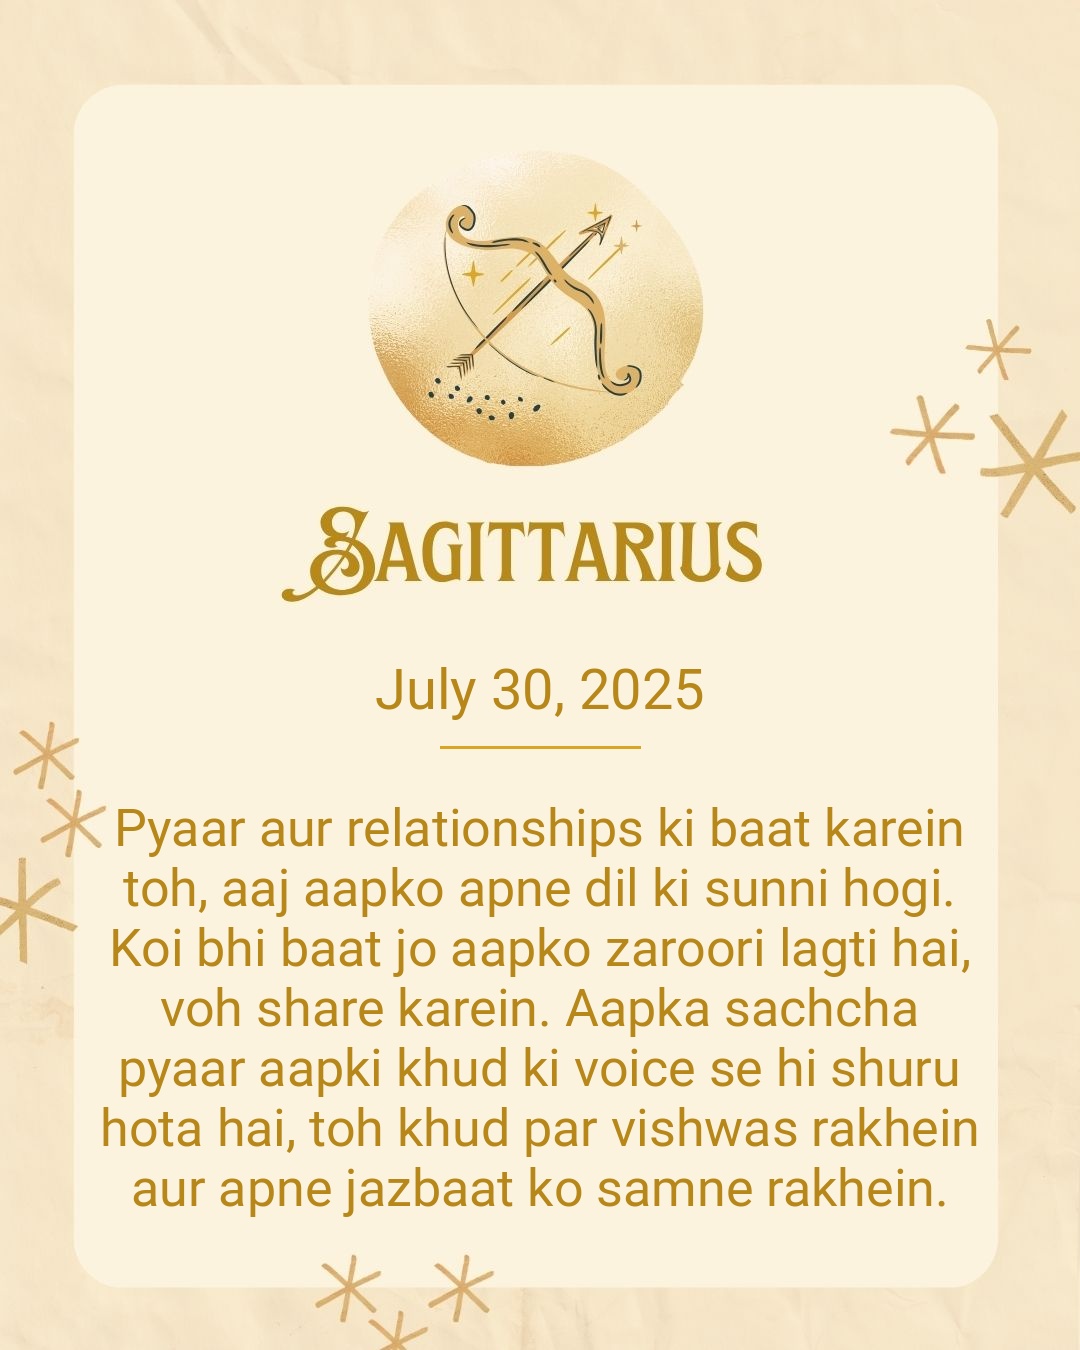 Sagittarius
July 30, 2025
Pyaar aur relationships ki baat karein
toh, aaj aapko apne dil ki sunni hogi.
Koi bhi baat jo aapko zaroori lagti hai,
voh share karein. Aapka sachcha
pyaar aapki khud ki voice se hi shuru
hota hai, toh khud par vishwas rakhein
aur apne jazbaat ko samne rakhein.